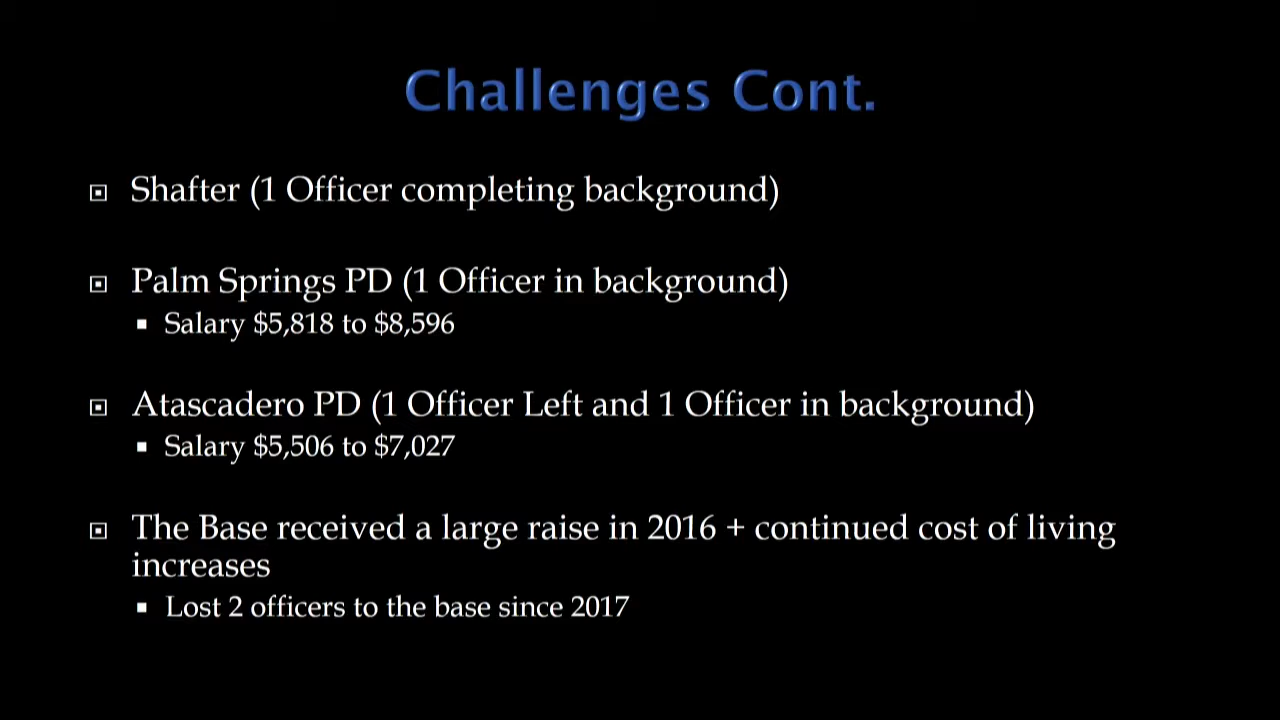 Challenges Cont.
Shafter (1 Officer completing background)
Palm Springs PD (1 Officer in background)
Salary $5,818 to $8,596
Atascadero PD (1 Officer Left and 1 Officer in background)
Salary $5,506 to $7,027
The Base received a large raise in 2016 + continued cost of living
increases
Lost 2 officers to the base since 2017